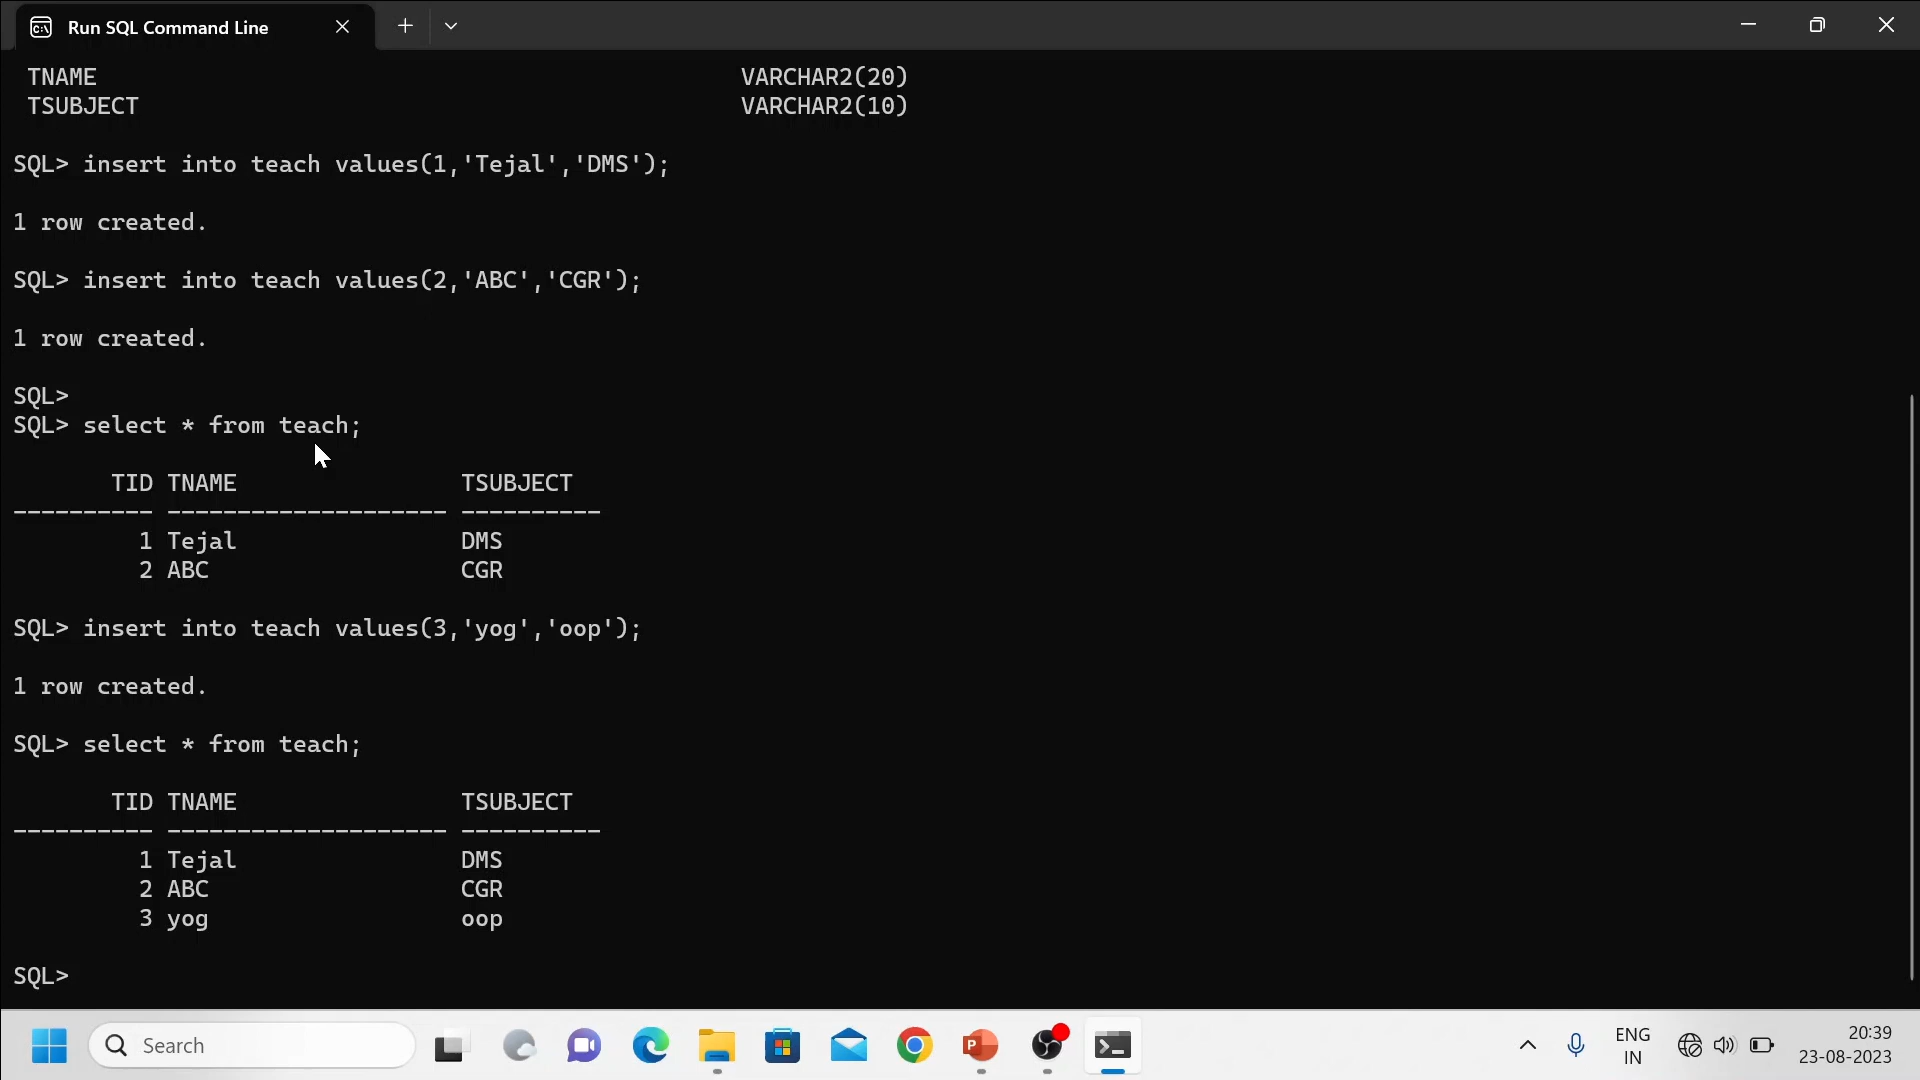 Run SQL Command Line
TNAME VARCHAR2(20)
TSUBJECT VARCHAR2(10)
SQL> insert into teach values(1,'Tejal','DMS');
1 row created.
SQL> insert into teach values(2,'ABC','CGR');
1 row created.
SQL>
SQL> select * from teach;
TID TNAME TSUBJECT
---------- -------------------- ----------
1 Tejal DMS
2 ABC CGR
SQL> insert into teach values(3,'yog','oop');
1 row created.
SQL> select * from teach;
TID TNAME TSUBJECT
---------- -------------------- ----------
1 Tejal DMS
2 ABC CGR
3 yog oop
SQL>
Search
ENG
IN
20:39
23-08-2023